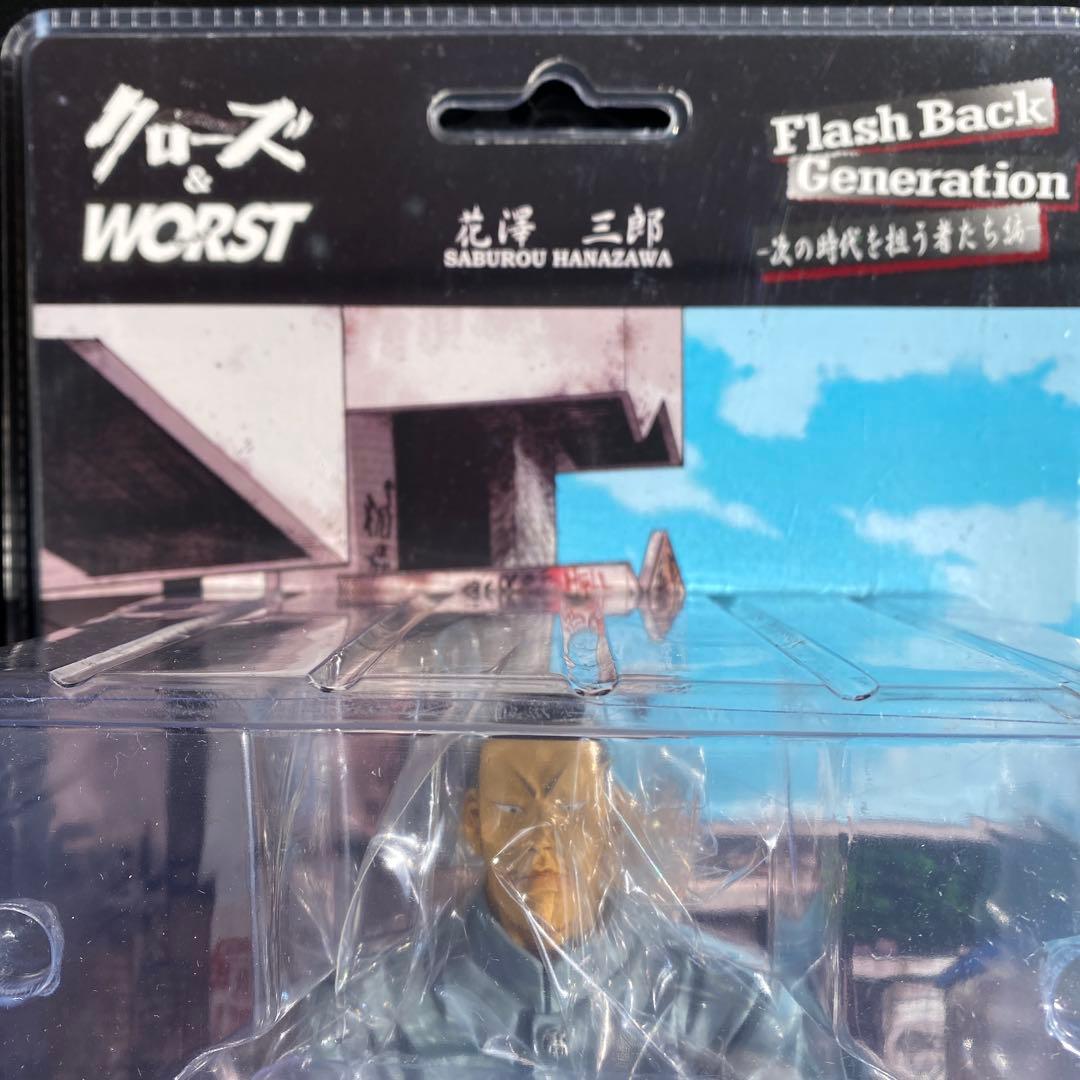 クローズ
&
WORST
花澤　三郎
SABUROU HANAZAWA
Flash Back
Generation
-次の時代を担う者たち編-
HELL